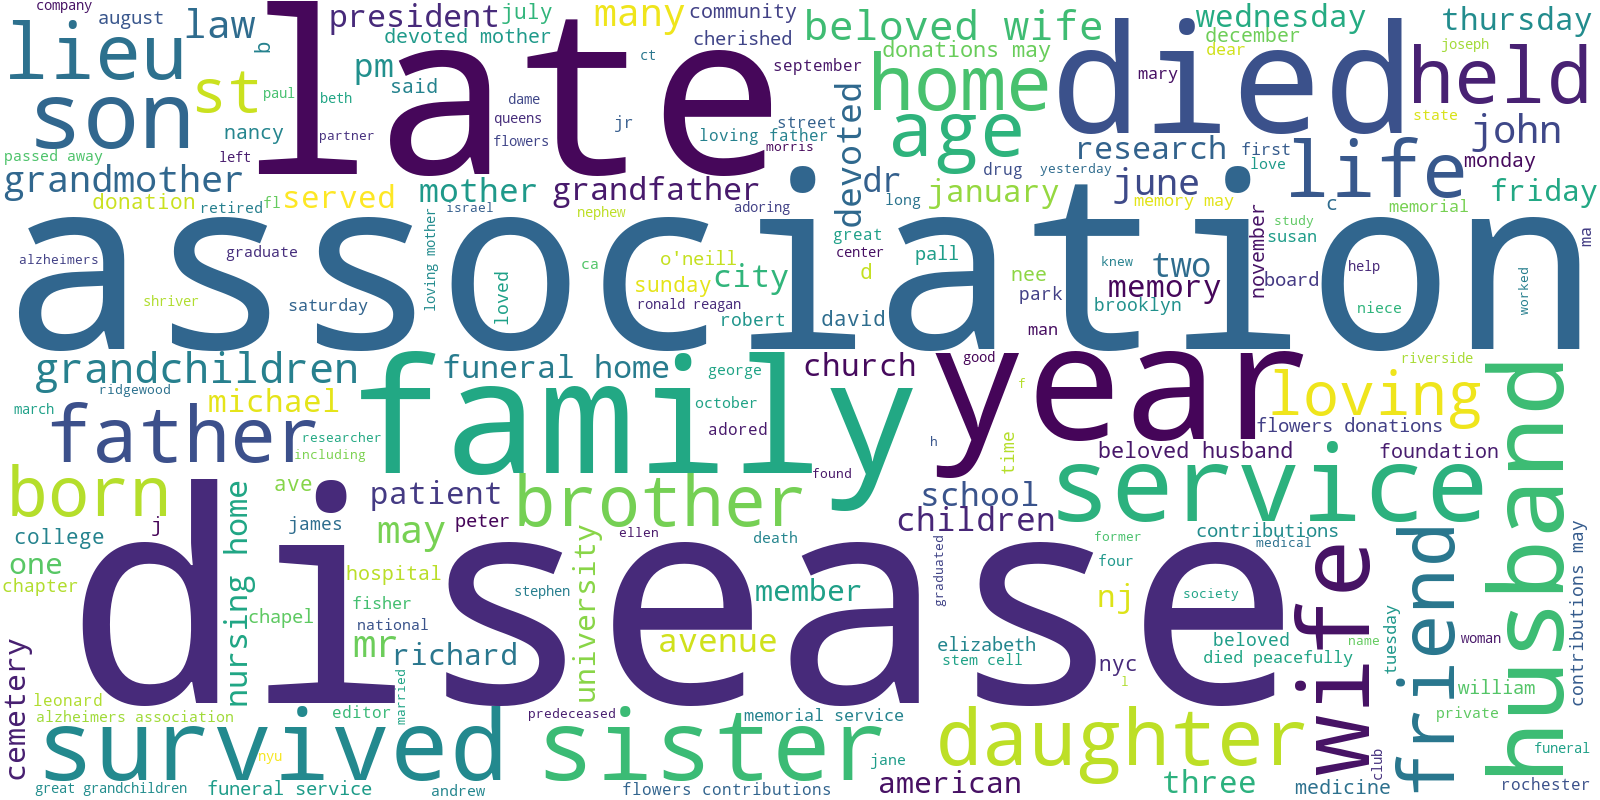 company
august
law
president
july
many
community
beloved wife
wednesday
thursday
lieu
b
devoted mother
cherished
donations may
december
dear
joseph
late
died
held
son
st
pm
said
ct
september
home
mary
paul
beth
dame
queens
flowers
jr
street
devoted
age
state
john
nancy
partner
loving father
morris
research
first
love
life
monday
passed away
left
grandmother
served
mother
grandfather
adoring
dr
drug
yesterday
january
june
friday
donation
retired
fl
israel
nephew
long
memory may
c
memorial
association
loving mother
great
center
november
study
susan
ma
alzheimers
graduate
o'neill
pall
knew
two
help
ca
sunday
city
d
nee
memory
board
worked
shriver
saturday
loved
ronald reagan
park
brooklyn
niece
robert
david
man
grandchildren
funeral home
george
church
good
year
riverside
ridgewood
family
f
loving
husband
march
michael
october
father
researcher
including
adored
h
time
flowers donations
beloved husband
foundation
found
service
born
nursing home
ave
patient
brother
school
college
j
james
may
peter
university
ellen
death
children
contributions
former
medical
wife
friend
contributions may
one
chapter
disease
hospital
stephen
member
graduated
four
society
chapel
fisher
national
nj
mr
richard
avenue
elizabeth
stem cell
nyc
l
beloved
died peacefully
tuesday
name
woman
cemetery
leonard
alzheimers association
editor
married
predeceased
memorial service
william
private
survived
sister
daughter
nyu
jane
club
funeral
great grandchildren
funeral service
andrew
flowers contributions
american
three
medicine
rochester